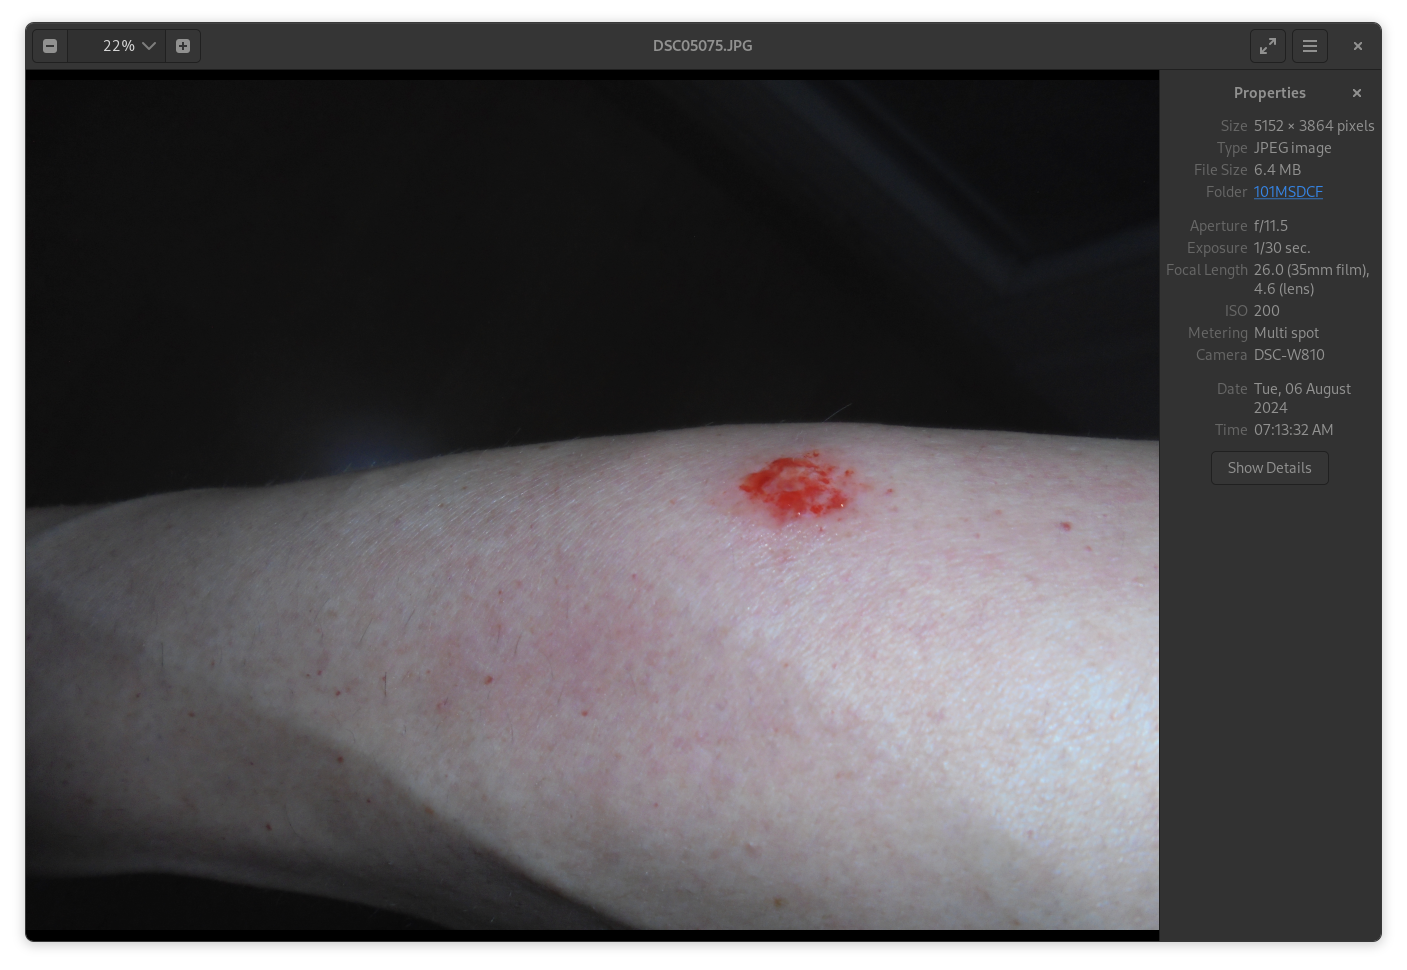 22%
DSC05075.JPG
Properties
Size 5152 × 3864 pixels
Type JPEG image
File Size 6.4 MB
Folder 101MSDCF
Aperture f/11.5
Exposure 1/30 sec.
Focal Length 26.0 (35mm film),
4.6 (lens)
ISO 200
Metering Multi spot
Camera DSC-W810
Date Tue, 06 August
2024
Time 07:13:32 AM
Show Details